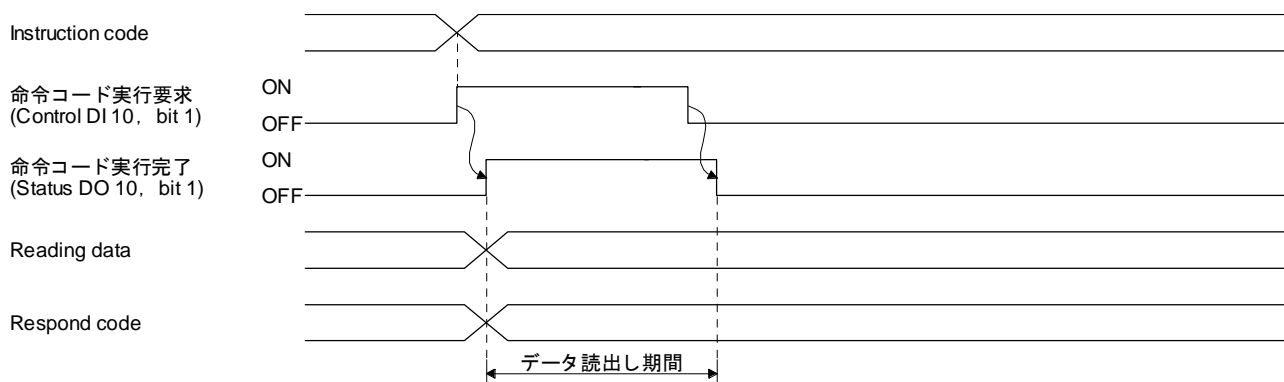 Instruction code
命令コード実行要求
(Control DI 10, bit 1)
ON
OFF
命令コード実行完了
(Status DO 10, bit 1)
ON
OFF
Reading data
Respond code
データ読出し期間